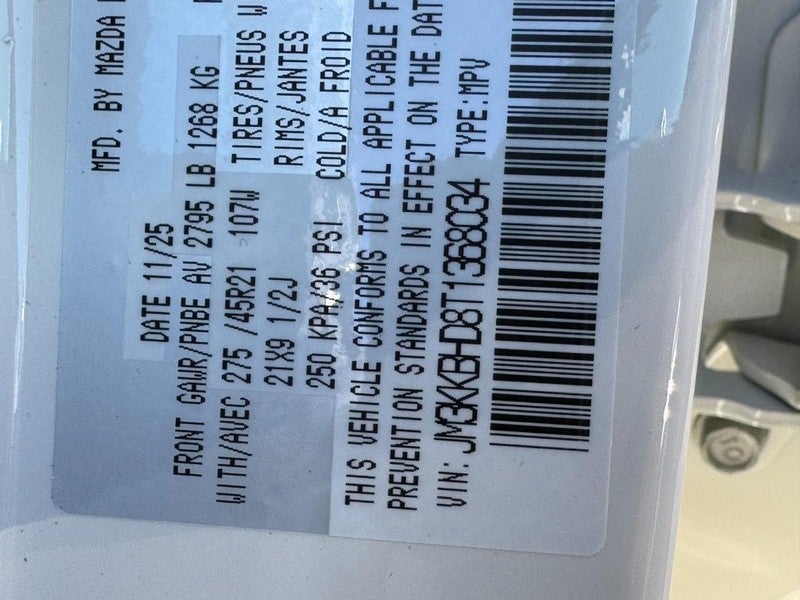 MFD. BY MAZDA
DATE 11/25
FRONT GAWR/PNBE AV 2795 LB 1268 KG
WITH/AVEC 275 /45R21 107W TIRES/PNEUS
21X9 1/2J RIMS/JANTES
250 KPA/36 PSI COLD/A FROID
THIS VEHICLE CONFORMS TO ALL APPLICABLE
PREVENTION STANDARDS IN EFFECT ON THE
VIN: JM3KKBHD8T1368034 TYPE:MPV